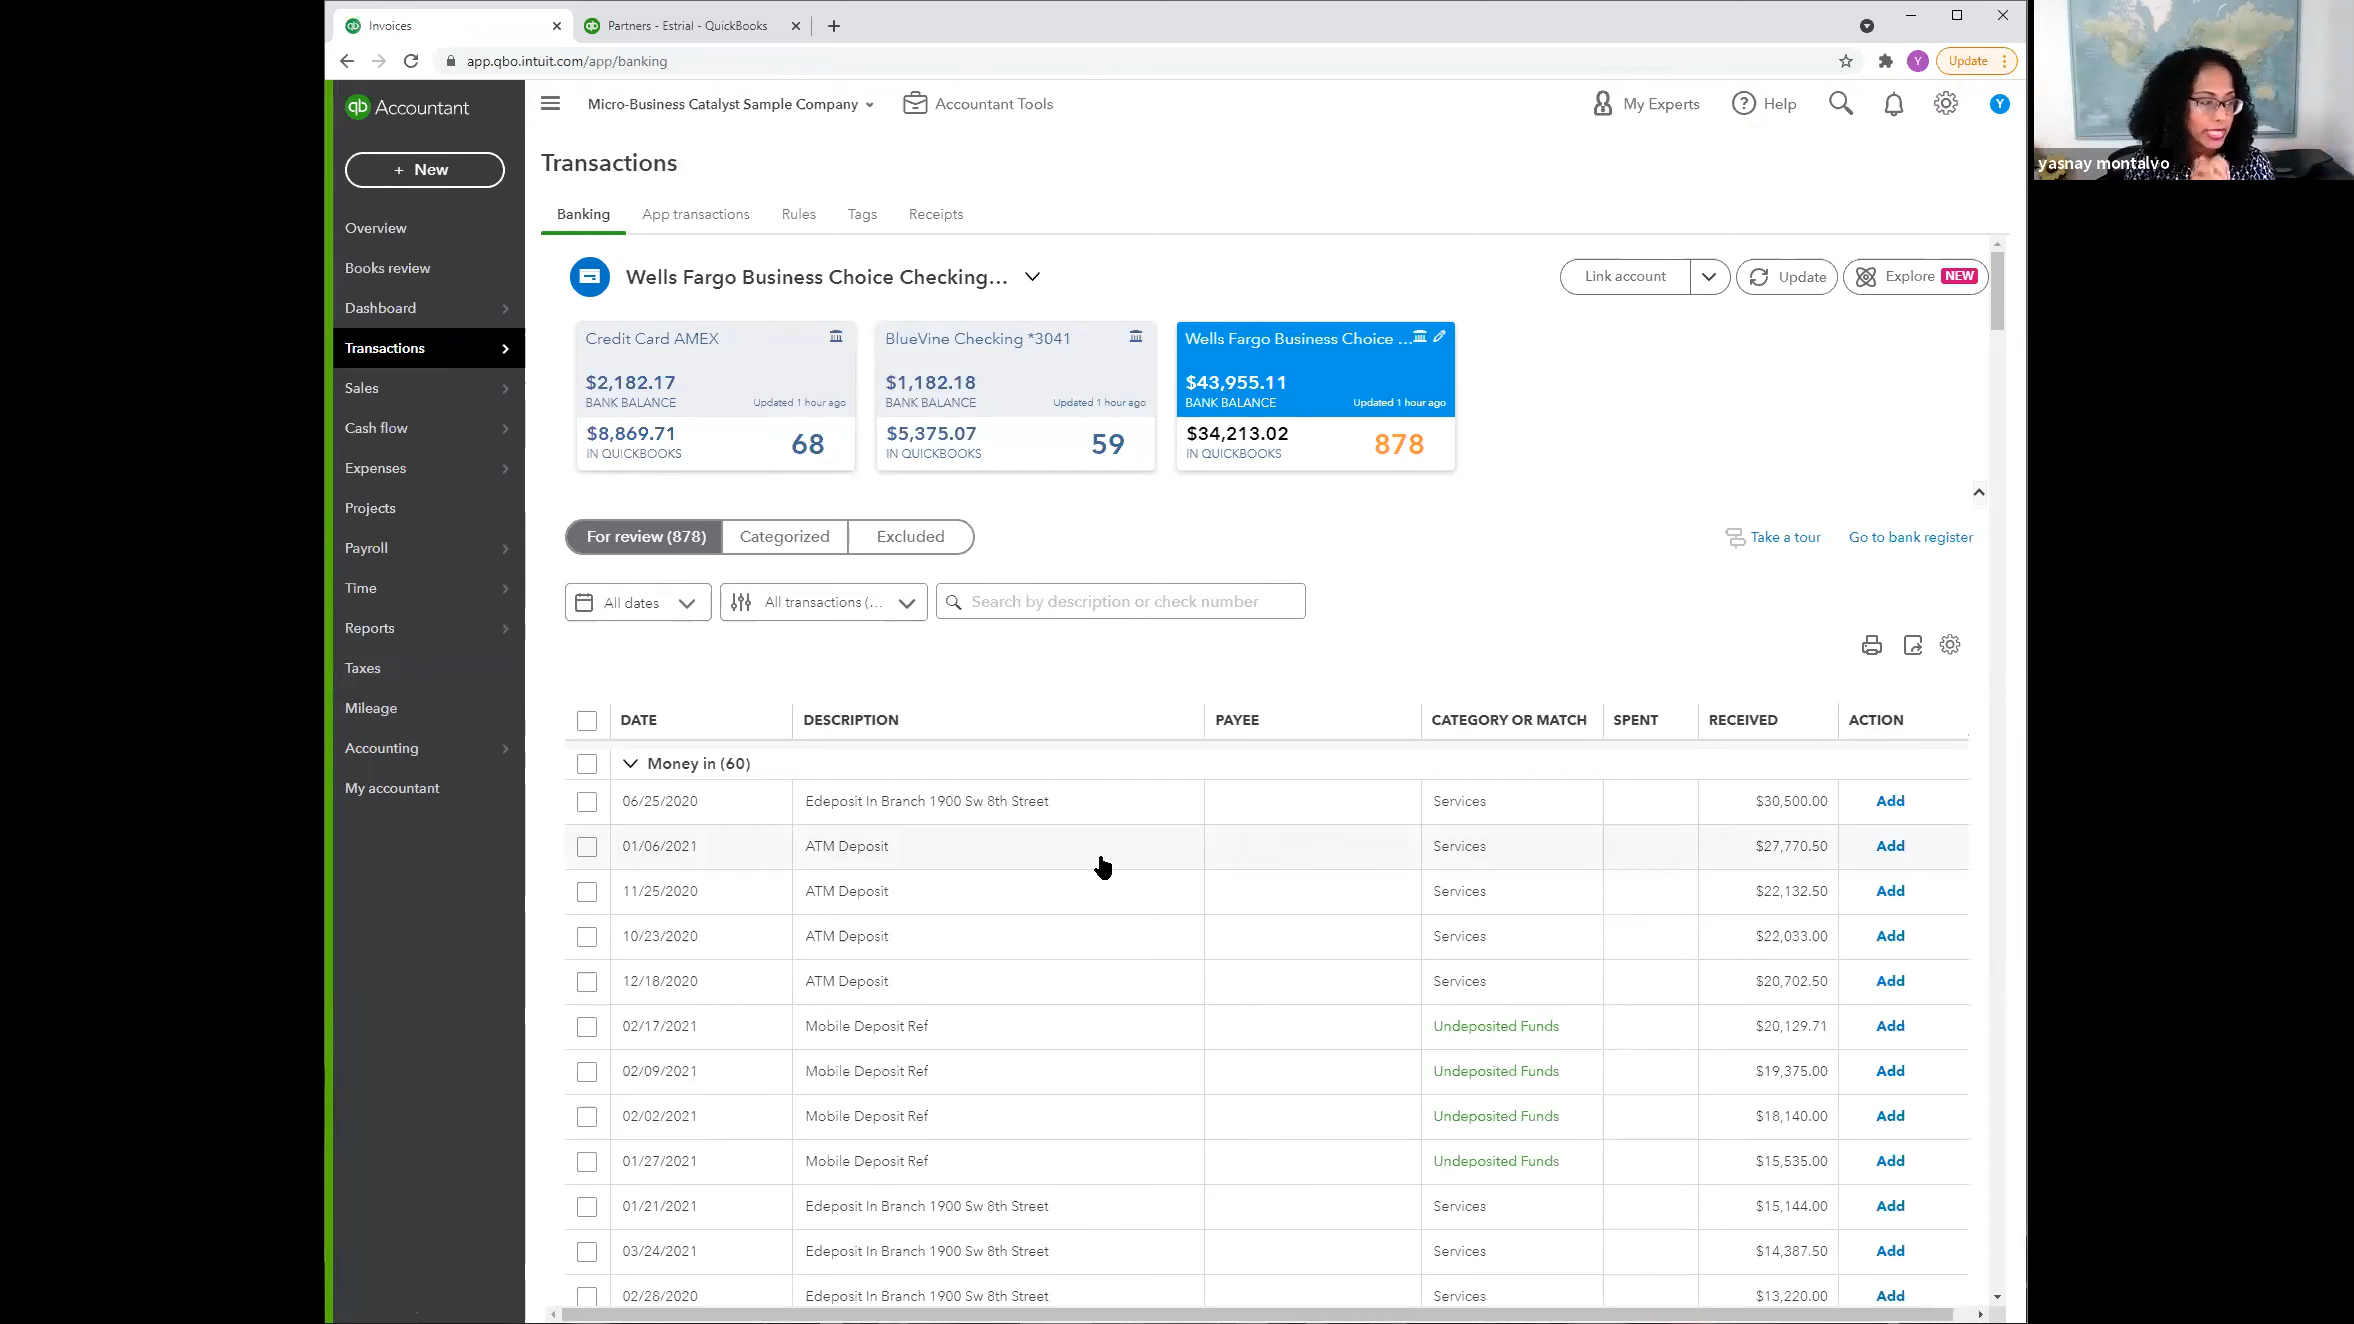 Invoices
Partners - Estrial - QuickBooks
app.qbo.intuit.com/app/banking
Y
Update
qb Accountant
Micro-Business Catalyst Sample Company
Accountant Tools
My Experts
Help
Y
yasnay montalvo
+ New
Overview
Books review
Dashboard
Transactions
Sales
Cash flow
Expenses
Projects
Payroll
Time
Reports
Taxes
Mileage
Accounting
My accountant
Transactions
Banking App transactions Rules Tags Receipts
Wells Fargo Business Choice Checking...
Link account Update Explore NEW
Credit Card AMEX
$2,182.17
BANK BALANCE Updated 1 hour ago
$8,869.71
IN QUICKBOOKS
68
BlueVine Checking *3041
$1,182.18
BANK BALANCE Updated 1 hour ago
$5,375.07
IN QUICKBOOKS
59
Wells Fargo Business Choice ...
$43,955.11
BANK BALANCE Updated 1 hour ago
$34,213.02
IN QUICKBOOKS
878
For review (878) Categorized Excluded
Take a tour Go to bank register
All dates All transactions (... Search by description or check number
DATE DESCRIPTION PAYEE CATEGORY OR MATCH SPENT RECEIVED ACTION
Money in (60)
06/25/2020 Edeposit In Branch 1900 Sw 8th Street Services $30,500.00 Add
01/06/2021 ATM Deposit Services $27,770.50 Add
11/25/2020 ATM Deposit Services $22,132.50 Add
10/23/2020 ATM Deposit Services $22,033.00 Add
12/18/2020 ATM Deposit Services $20,702.50 Add
02/17/2021 Mobile Deposit Ref Undeposited Funds $20,129.71 Add
02/09/2021 Mobile Deposit Ref Undeposited Funds $19,375.00 Add
02/02/2021 Mobile Deposit Ref Undeposited Funds $18,140.00 Add
01/27/2021 Mobile Deposit Ref Undeposited Funds $15,535.00 Add
01/21/2021 Edeposit In Branch 1900 Sw 8th Street Services $15,144.00 Add
03/24/2021 Edeposit In Branch 1900 Sw 8th Street Services $14,387.50 Add
02/28/2020 Edeposit In Branch 1900 Sw 8th Street Services $13,220.00 Add